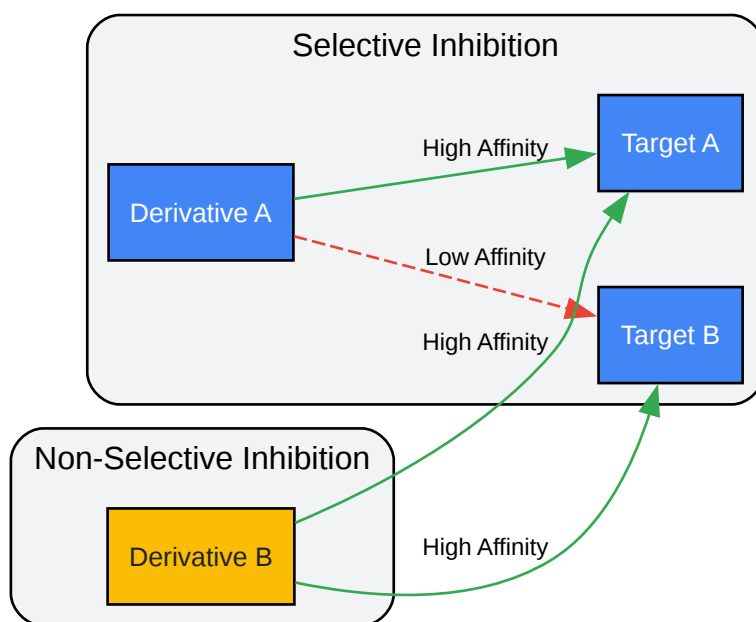 Selective Inhibition
High Affinity
Target A
Derivative A
Low Affinity
High Affinity
Target B
Non-Selective Inhibition
High Affinity
Derivative B